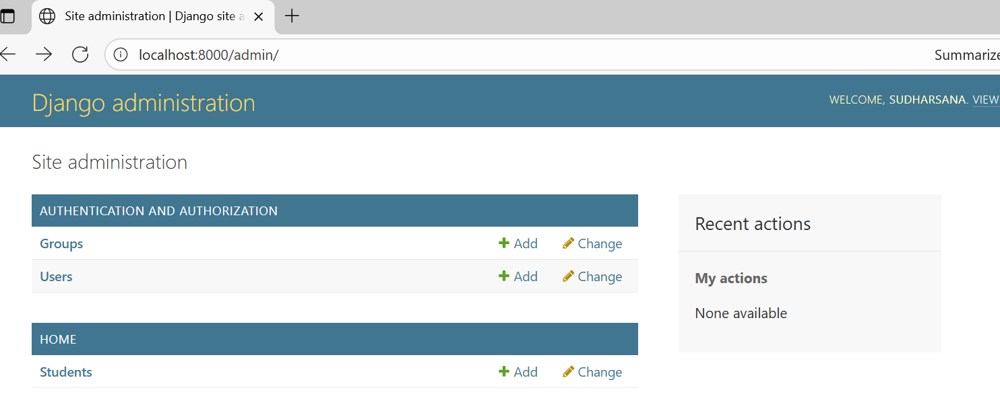 Site administration | Django site a
localhost:8000/admin/
Summarize
Django administration
WELCOME, SUDHARSANA. VIEW
Site administration
AUTHENTICATION AND AUTHORIZATION
Groups Add Change
Users Add Change
HOME
Students Add Change
Recent actions
My actions
None available